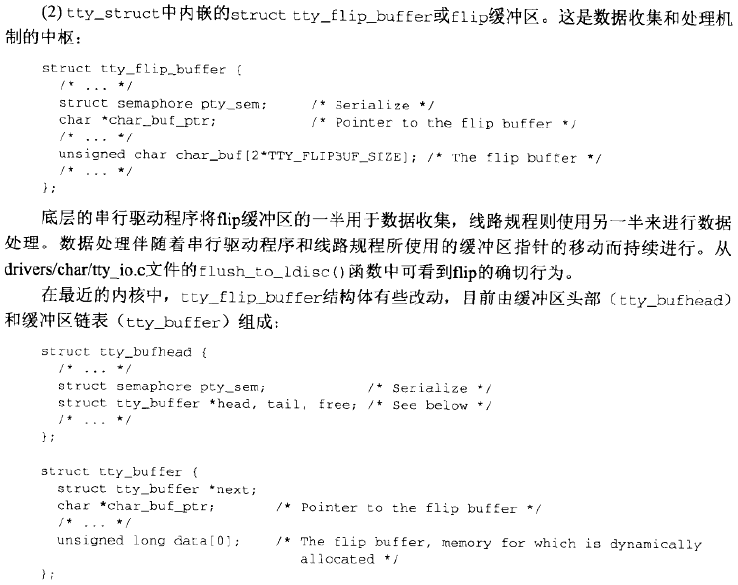 (2) tty_struct中内嵌的struct tty_flip_buffer或flip缓冲区。这是数据收集和处理机
制的中枢：
struct tty_flip_buffer {
/* ... */
struct semaphore pty_sem; /* Serialize */
char *char_buf_ptr; /* Pointer to the flip buffer */
/* ... */
unsigned char char_buf[2*TTY_FLIPBUF_SIZE]; /* The flip buffer */
/* ... */
};
底层的串行驱动程序将flip缓冲区的一半用于数据收集，线路规程则使用另一半来进行数据
处理。数据处理伴随着串行驱动程序和线路规程所使用的缓冲区指针的移动而持续进行。从
drivers/char/tty_io.c文件的flush_to_ldisc()函数中可看到flip的确切行为。
在最近的内核中，tty_flip_buffer结构体有些改动，目前由缓冲区头部（tty_bufhead）
和缓冲区链表（tty_buffer）组成：
struct tty_bufhead {
/* ... */
struct semaphore pty_sem; /* Serialize */
struct tty_buffer *head, tail, free; /* See below */
/* ... */
};
struct tty_buffer {
struct tty_buffer *next;
char *char_buf_ptr; /* Pointer to the flip buffer */
/* ... */
unsigned long data[0]; /* The flip buffer, memory for which is dynamically
allocated */
};